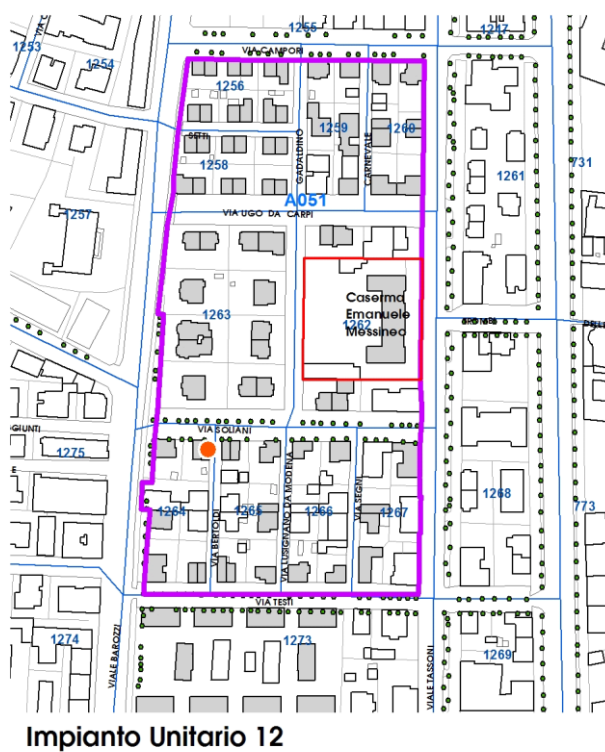 1255
1247
VIA CAMPORI
1253
1254
1256
1259
1260
SETTI
1258
GADALDINO
CARNEVALE
1261
731
A051
1257
VIA UGO DA CARPI
1263
Caserma
Emanuele
1262
Messineo
VIA SOLIANI
GIUNTI
1275
E
1264
1265
1266
1267
1268
773
VIA BERTOLDI
VIA LUSIGNANO DA MODENA
VIA SEGNI
VIA TESTI
1274
1273
1269
VIALE BAROZZI
VIALE TASSONI
Impianto Unitario 12